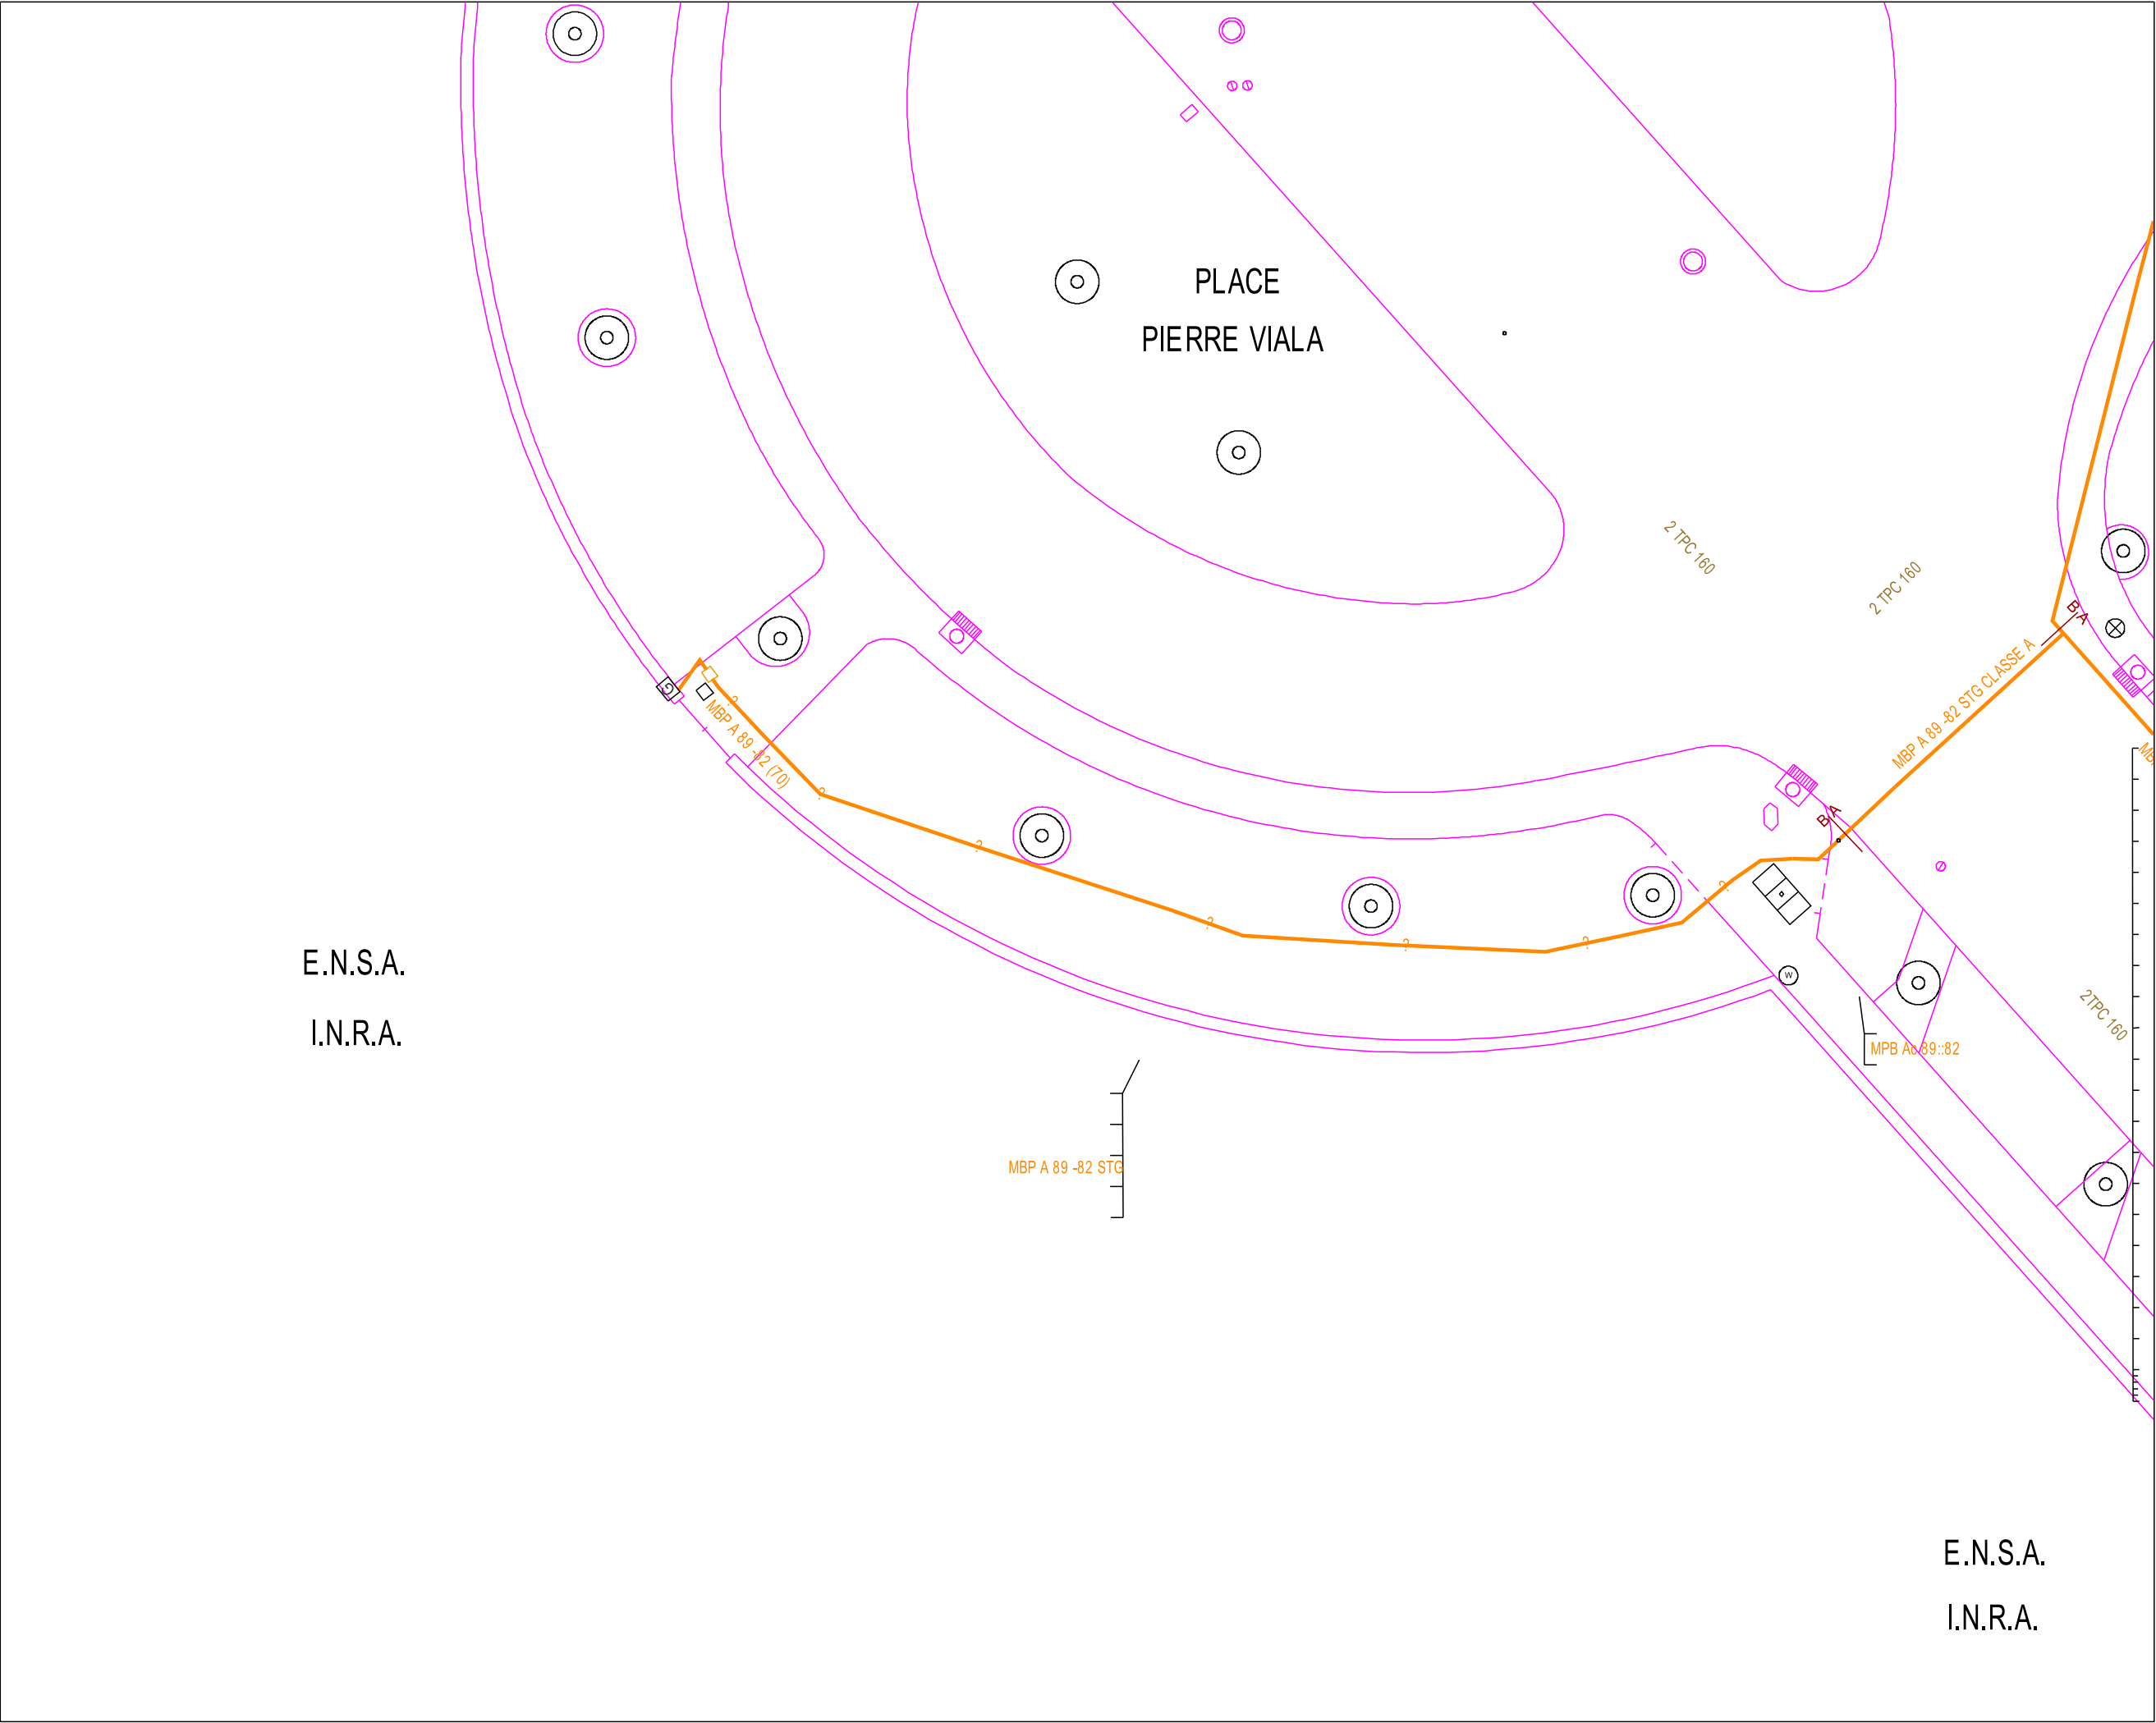 PLACE
PIERRE VIALA
2 TPC 160
2 TPC 160
B A
MBP A 89 -82 STG CLASSE A
G
?
MBP A 89 -82 (70)
?
?
B A
?
?
?
?
W
E.N.S.A.
I.N.R.A.
2TPC 160
MPB Ac 89::82
MBP A 89 -82 STG
E.N.S.A.
I.N.R.A.